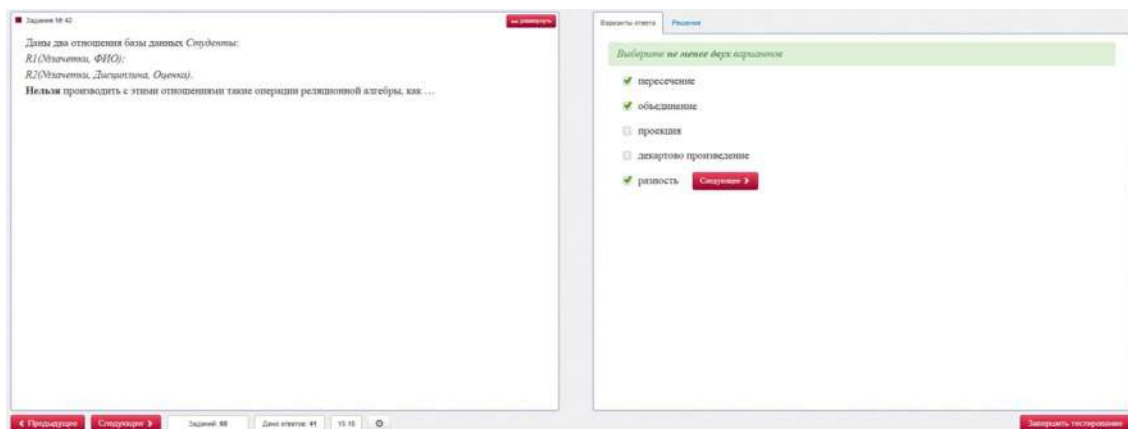 Задание № 42
развернуть
Даны два отношения базы данных Студенты:
R1(№зачетки, ФИО);
R2(№зачетки, Дисциплина, Оценка).
Нельзя производить с этими отношениями такие операции реляционной алгебры, как …
Варианты ответа Решение
Выберите не менее двух вариантов
пересечение
объединение
проекция
декартово произведение
разность Следующее
Предыдущее Следующее Заданий Дано ответов 41
Завершить тестирование